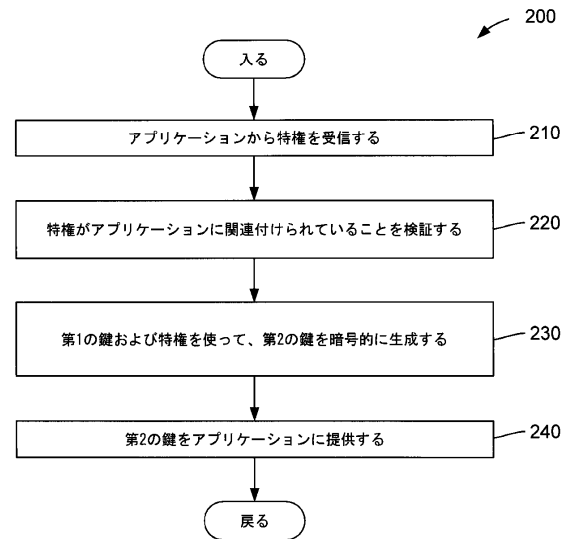 200
入る
アプリケーションから特権を受信する
210
特権がアプリケーションに関連付けられていることを検証する
220
第1の鍵および特権を使って、第2の鍵を暗号的に生成する
230
第2の鍵をアプリケーションに提供する
240
戻る